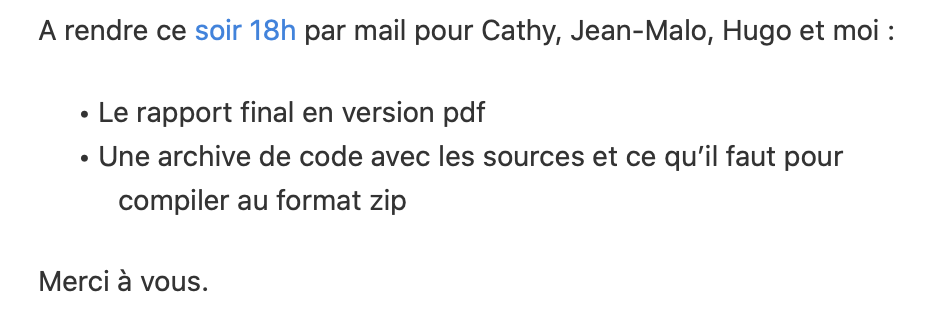 A rendre ce soir 18h par mail pour Cathy, Jean-Malo, Hugo et moi :
• Le rapport final en version pdf
• Une archive de code avec les sources et ce qu’il faut pour
compiler au format zip
Merci à vous.